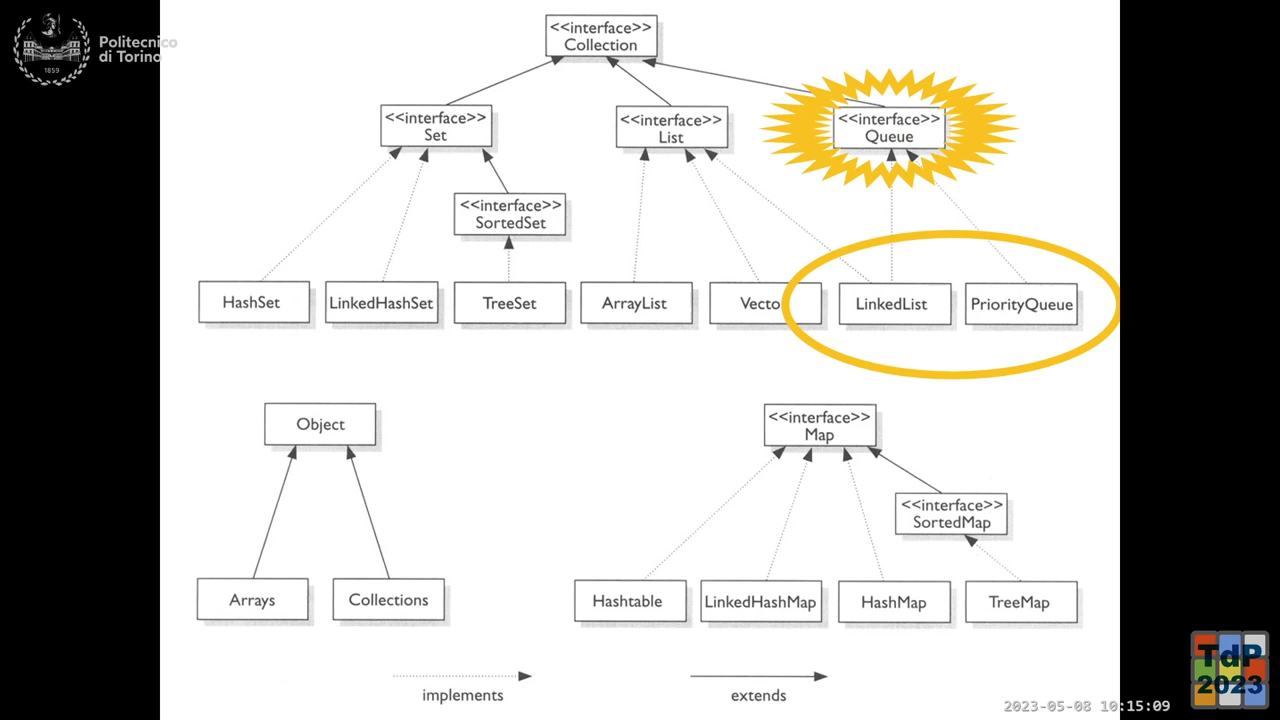 Politecnico
di Torino
1859
<<interface>>
Collection
<<interface>>
Set
<<interface>>
List
<<interface>>
Queue
<<interface>>
SortedSet
HashSet
LinkedHashSet
TreeSet
ArrayList
Vecto
LinkedList
PriorityQueue
Object
<<interface>>
Map
<<interface>>
SortedMap
Arrays
Collections
Hashtable
LinkedHashMap
HashMap
TreeMap
implements
extends
TdP
2023
2023-05-08 10:15:09